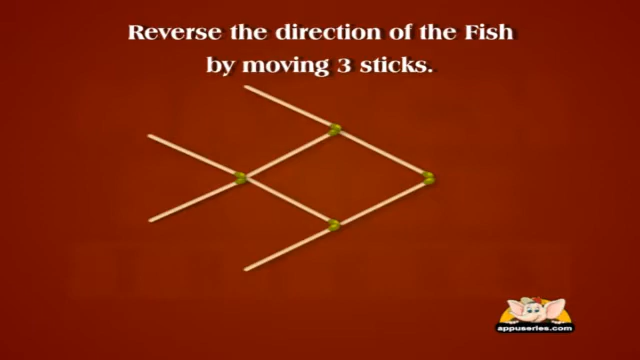 Reverse the direction of the Fish
by moving 3 sticks.
appuseries.com